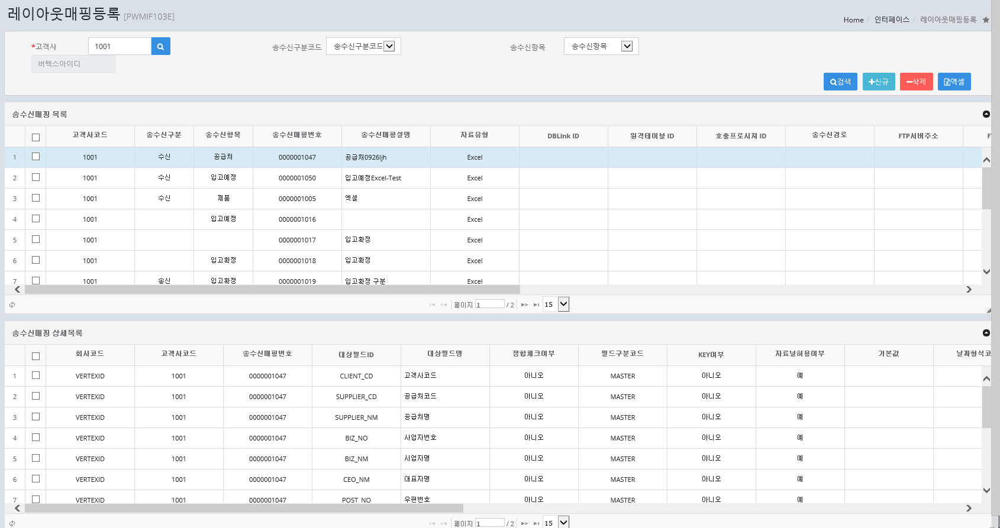 레이아웃매핑등록 [PWMIF103E]
Home / 인터페이스 / 레이아웃매핑등록
*고객사 1001 송수신구분코드 송수신구분코드 송수신항목 송수신항목
버텍스아이디
검색 신규 삭제 엑셀
송수신매핑 목록
고객사코드 송수신구분 송수신항목 송수신매핑번호 송수신매핑설명 자료유형 DBLink ID 원격테이블 ID 호출프로시저 ID 송수신경로 FTP서버주소
1 1001 수신 공급처 0000001047 공급처0926ljh Excel
2 1001 수신 입고예정 0000001050 입고예정Excel-Test Excel
3 1001 수신 제품 0000001005 엑셀 Excel
4 1001 입고예정 0000001016 Excel
5 1001 0000001017 입고확정 Excel
6 1001 입고확정 0000001018 입고확정 Excel
7 1001 송신 입고확정 0000001019 입고확정 구분 Excel
페이지 1 / 2 15
송수신매핑 상세목록
회사코드 고객사코드 송수신매핑번호 대상필드ID 대상필드명 정합체크여부 필드구분코드 KEY여부 자료널허용여부 기본값 날짜형식코
1 VERTEXID 1001 0000001047 CLIENT_CD 고객사코드 아니오 MASTER 아니오 예
2 VERTEXID 1001 0000001047 SUPPLIER_CD 공급처코드 아니오 MASTER 아니오 예
3 VERTEXID 1001 0000001047 SUPPLIER_NM 공급처명 아니오 MASTER 아니오 예
4 VERTEXID 1001 0000001047 BIZ_NO 사업자번호 아니오 MASTER 아니오 예
5 VERTEXID 1001 0000001047 BIZ_NM 사업자명 아니오 MASTER 아니오 예
6 VERTEXID 1001 0000001047 CEO_NM 대표자명 아니오 MASTER 아니오 예
7 VERTEXID 1001 0000001047 POST_NO 우편번호 아니오 MASTER 아니오 예
페이지 1 / 2 15